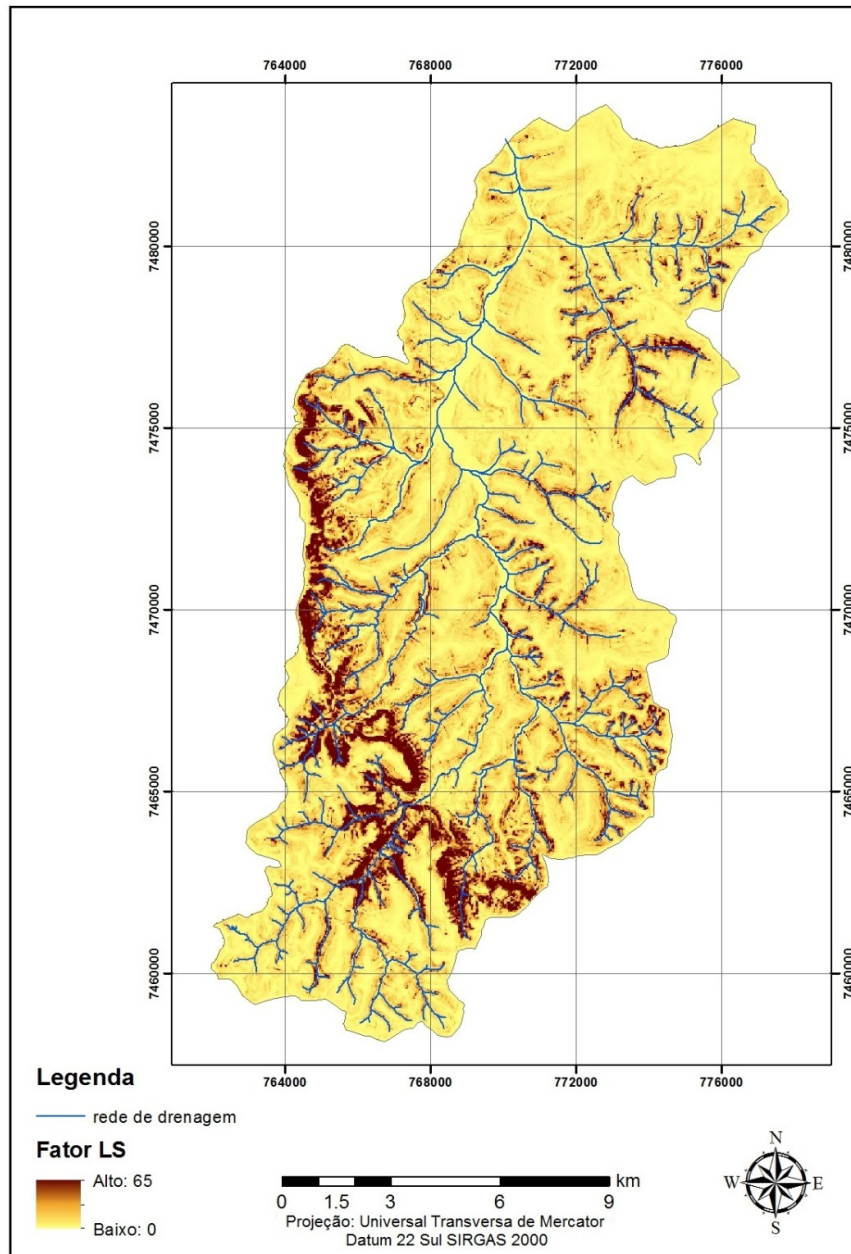 764000 768000 772000 776000
7480000 7480000
7475000 7475000
7470000 7470000
7465000 7465000
7460000 7460000
764000 768000 772000 776000
Legenda
rede de drenagem
Fator LS
Alto: 65
Baixo: 0
km
0 1.5 3 6 9
Projeção: Universal Transversa de Mercator
Datum 22 Sul SIRGAS 2000
N
W E
S